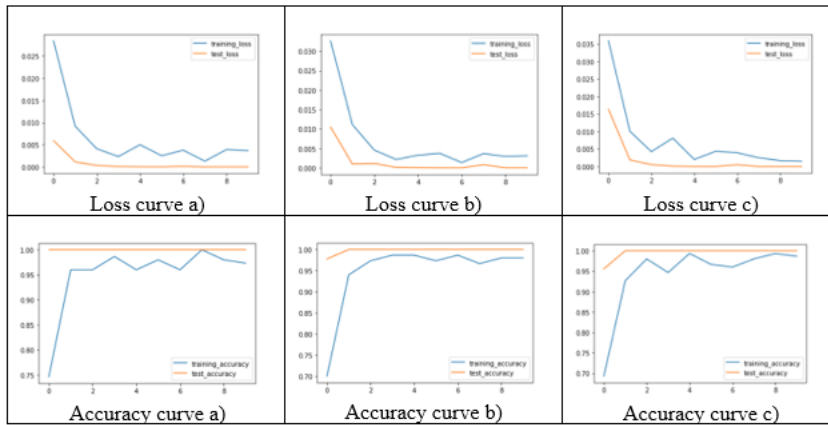 training_loss
test_loss
0.025
0.020
0.015
0.010
0.005
0.000
0 2 4 6 8
Loss curve a)
training_loss
test_loss
0.030
0.025
0.020
0.015
0.010
0.005
0.000
0 2 4 6 8
Loss curve b)
training_loss
test_loss
0.035
0.030
0.025
0.020
0.015
0.010
0.005
0.000
0 2 4 6 8
Loss curve c)
1.00
0.95
0.90
0.85
0.80
0.75
training_accuracy
test_accuracy
0 2 4 6 8
Accuracy curve a)
1.00
0.95
0.90
0.85
0.80
0.75
0.70
training_accuracy
test_accuracy
0 2 4 6 8
Accuracy curve b)
1.00
0.95
0.90
0.85
0.80
0.75
0.70
training_accuracy
test_accuracy
0 2 4 6 8
Accuracy curve c)